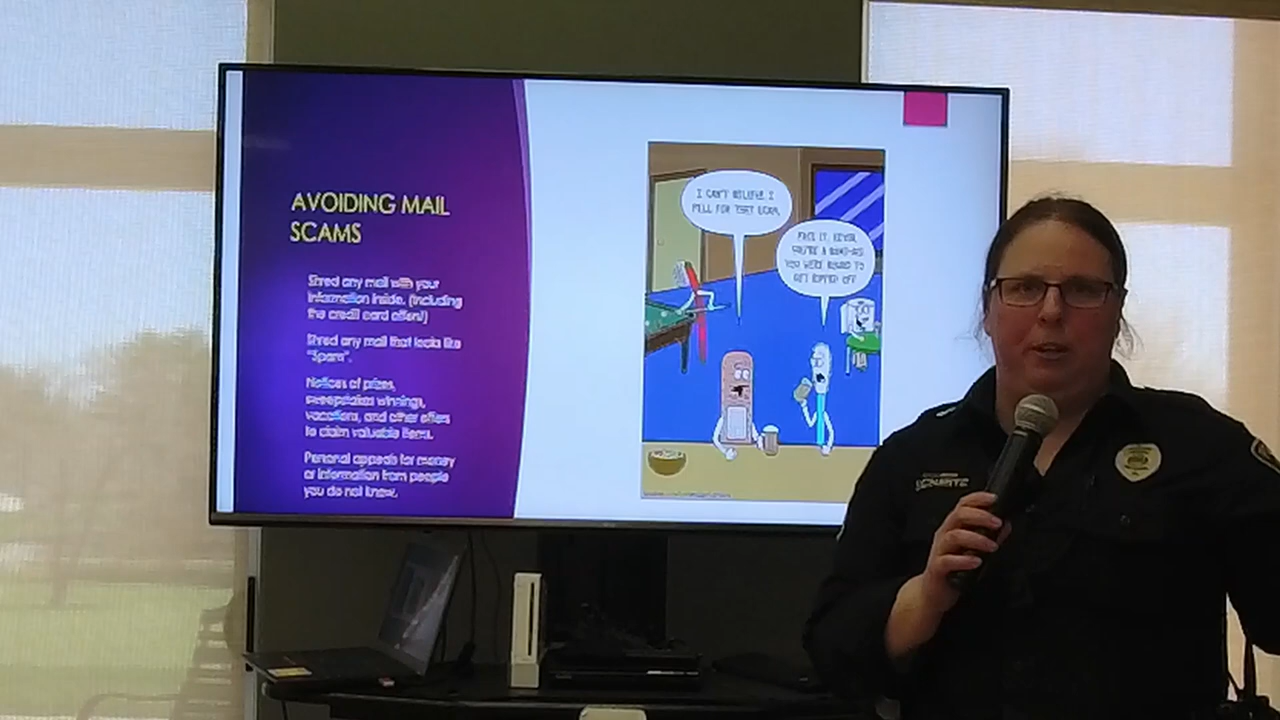 AVOIDING MAIL
SCAMS
Shred any mail with your
information inside. (Including
the credit card offers!)
Shred any mail that looks like
"Spam".
Notices of prizes,
sweepstakes winnings,
vacations, and other offers
to claim valuable items.
Personal appeals for money
or information from people
you do not know.
I CAN'T BELIEVE I
FELL FOR THAT SCAM.
FACE IT, KEVIN,
YOU'RE A BAND-AID
YOU WERE BOUND TO
GET RIPPED OFF